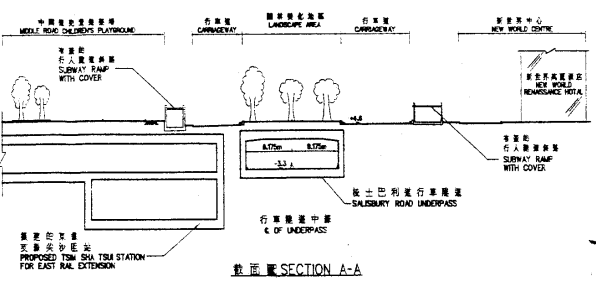 中間道兒童遊樂場
MIDDLE ROAD CHILDREN'S PLAYGROUND
行車道
CARRIAGEWAY
園林美化地區
LANDSCAPE AREA
行車道
CARRIAGEWAY
新世界中心
NEW WORLD CENTRE
有蓋的
行人隧道斜路
SUBWAY RAMP
WITH COVER
新世界萬麗酒店
NEW WORLD
RENAISSANCE HOTAL
+4.6
8.175m 8.175m
-3.3
有蓋的
行人隧道斜路
SUBWAY RAMP
WITH COVER
梳士巴利道行車隧道
SALISBURY ROAD UNDERPASS
行車隧道中線
℄ OF UNDERPASS
擬建的東鐵
支線尖沙咀站
PROPOSED TSIM SHA TSUI STATION
FOR EAST RAIL EXTENSION
截面圖 SECTION A-A